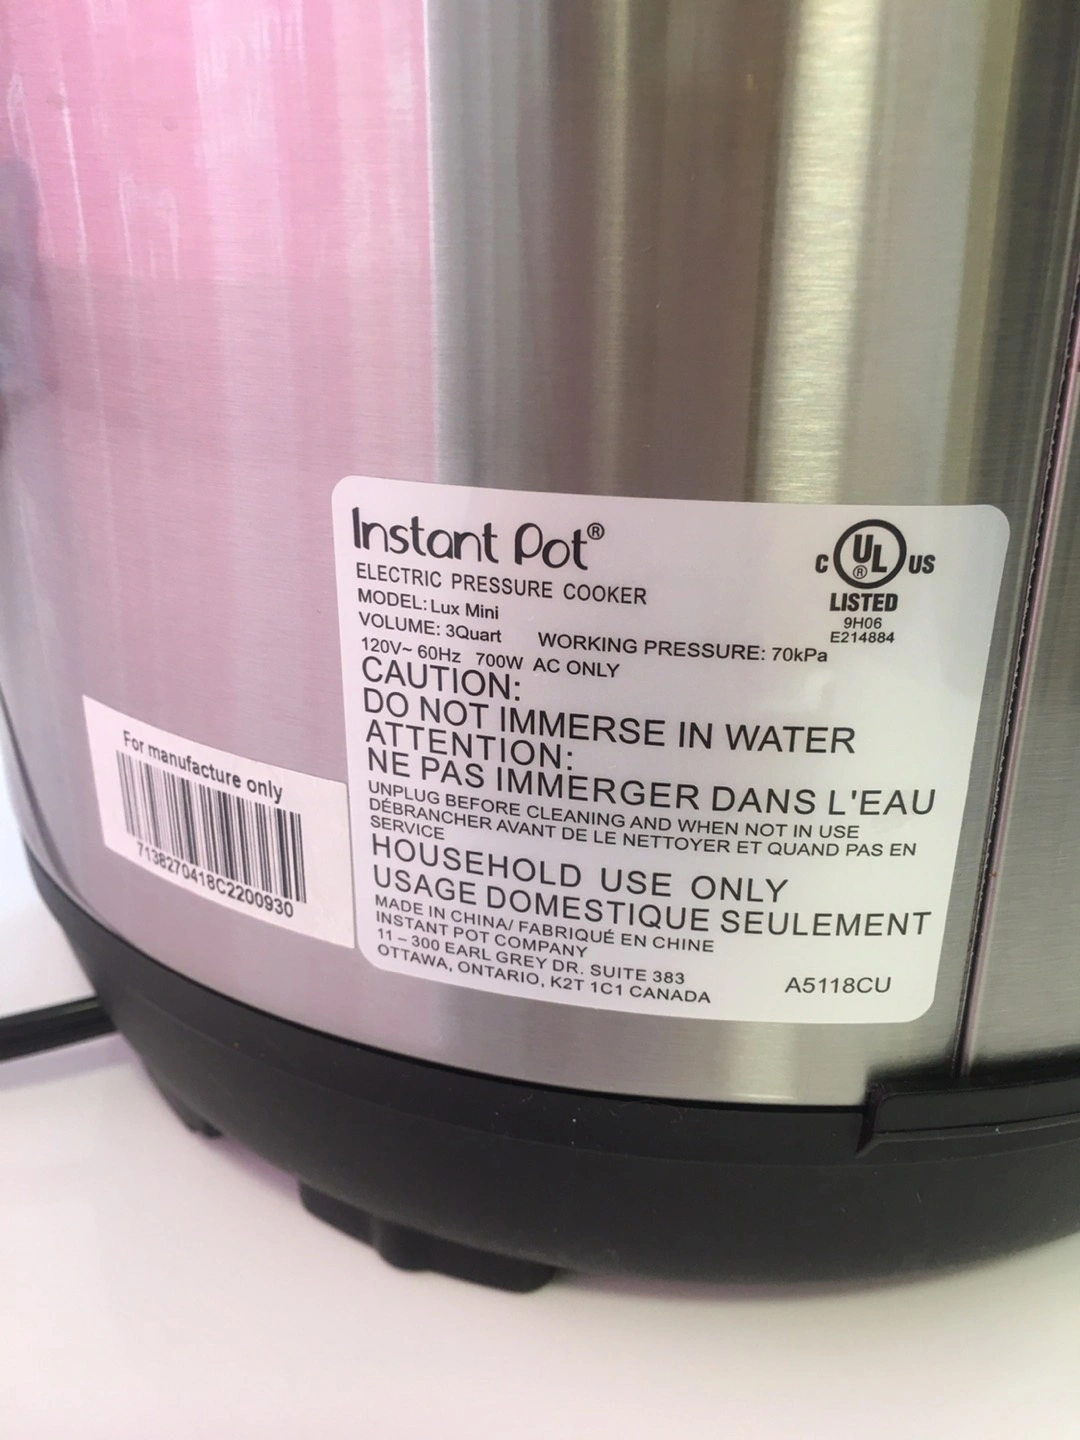 Instant Pot®
ELECTRIC PRESSURE COOKER
MODEL: Lux Mini
VOLUME: 3Quart WORKING PRESSURE: 70kPa
120V~ 60Hz 700W AC ONLY
CAUTION:
DO NOT IMMERSE IN WATER
ATTENTION:
NE PAS IMMERGER DANS L'EAU
UNPLUG BEFORE CLEANING AND WHEN NOT IN USE
DÉBRANCHER AVANT DE LE NETTOYER ET QUAND PAS EN
SERVICE
HOUSEHOLD USE ONLY
USAGE DOMESTIQUE SEULEMENT
MADE IN CHINA/ FABRIQUÉ EN CHINE
INSTANT POT COMPANY
11 – 300 EARL GREY DR. SUITE 383
OTTAWA, ONTARIO, K2T 1C1 CANADA
A5118CU
C UL ® US
LISTED
9H06
E214884
For manufacture only
7138270418C2200930